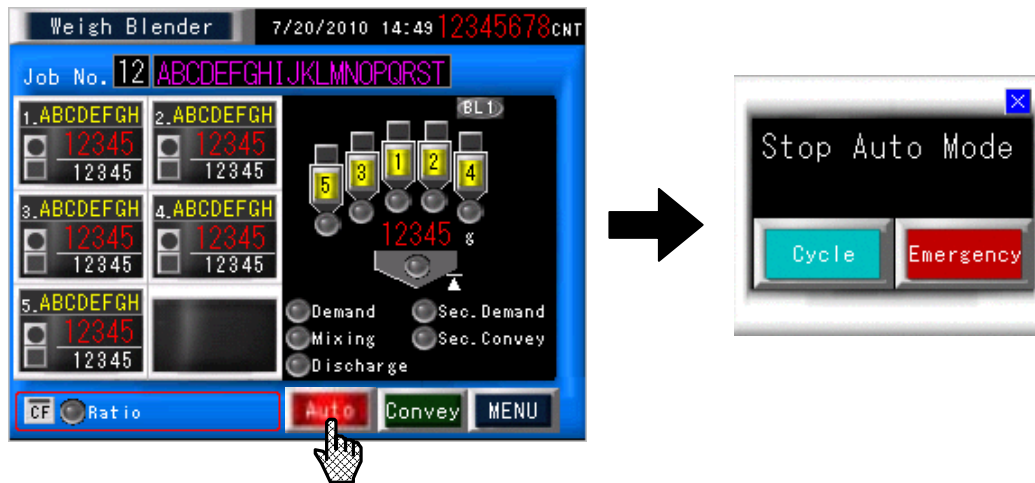 Weigh Blender 7/20/2010 14:49 12345678CNT
Job No. 12 ABCDEFGHIJKLMNOPQRST
1.ABCDEFGH 2.ABCDEFGH
12345 12345
12345 12345
3.ABCDEFGH 4.ABCDEFGH
12345 12345
12345 12345
5.ABCDEFGH
12345
12345
BL1
5 3 1 2 4
12345 g
Demand Sec.Demand
Mixing Sec.Convey
Discharge
CF Ratio Auto Convey MENU
Stop Auto Mode
Cycle Emergency